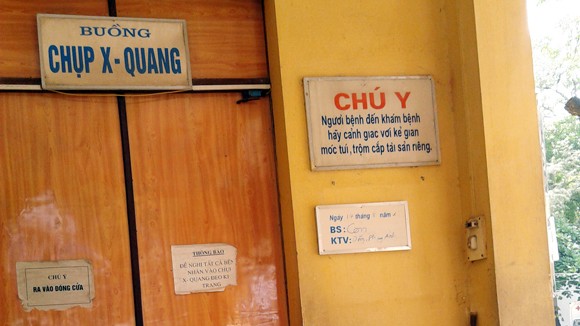 BUỒNG
CHỤP X - QUANG
CHÚ Ý
Người bệnh đến khám bệnh
hãy cảnh giác với kẻ gian
móc túi, trộm cắp tài sản riêng.
Ngày tháng năm
BS:
KTV:
THÔNG BÁO
ĐỀ NGHỊ TẤT CẢ BỆNH
NHÂN VÀO CHỤP
X - QUANG ĐEO KHẨU
TRANG
CHÚ Ý
RA VÀO ĐÓNG CỬA